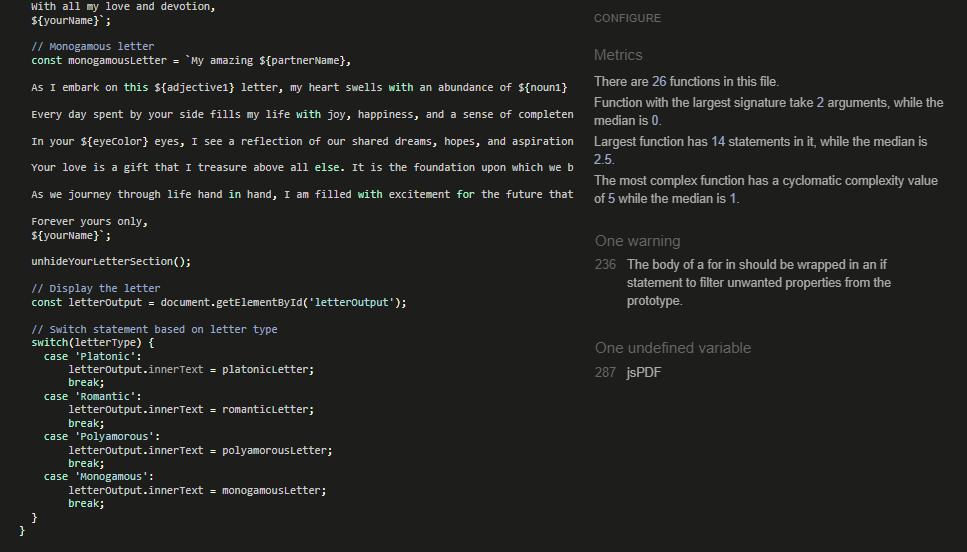 With all my love and devotion,
${yourName}`;
// Monogamous letter
const monogamousLetter = `My amazing ${partnerName},
As I embark on this ${adjective1} letter, my heart swells with an abundance of ${noun1}
Every day spent by your side fills my life with joy, happiness, and a sense of completen
In your ${eyeColor} eyes, I see a reflection of our shared dreams, hopes, and aspiration
Your love is a gift that I treasure above all else. It is the foundation upon which we b
As we journey through life hand in hand, I am filled with excitement for the future that
Forever yours only,
${yourName}`;
unhideYourLetterSection();
// Display the letter
const letterOutput = document.getElementById('letterOutput');
// Switch statement based on letter type
switch(letterType) {
case 'Platonic':
letterOutput.innerText = platonicLetter;
break;
case 'Romantic':
letterOutput.innerText = romanticLetter;
break;
case 'Polyamorous':
letterOutput.innerText = polyamorousLetter;
break;
case 'Monogamous':
letterOutput.innerText = monogamousLetter;
break;
}
}
CONFIGURE
Metrics
There are 26 functions in this file.
Function with the largest signature take 2 arguments, while the
median is 0.
Largest function has 14 statements in it, while the median is
2.5.
The most complex function has a cyclomatic complexity value
of 5 while the median is 1.
One warning
236 The body of a for in should be wrapped in an if
statement to filter unwanted properties from the
prototype.
One undefined variable
287 jsPDF